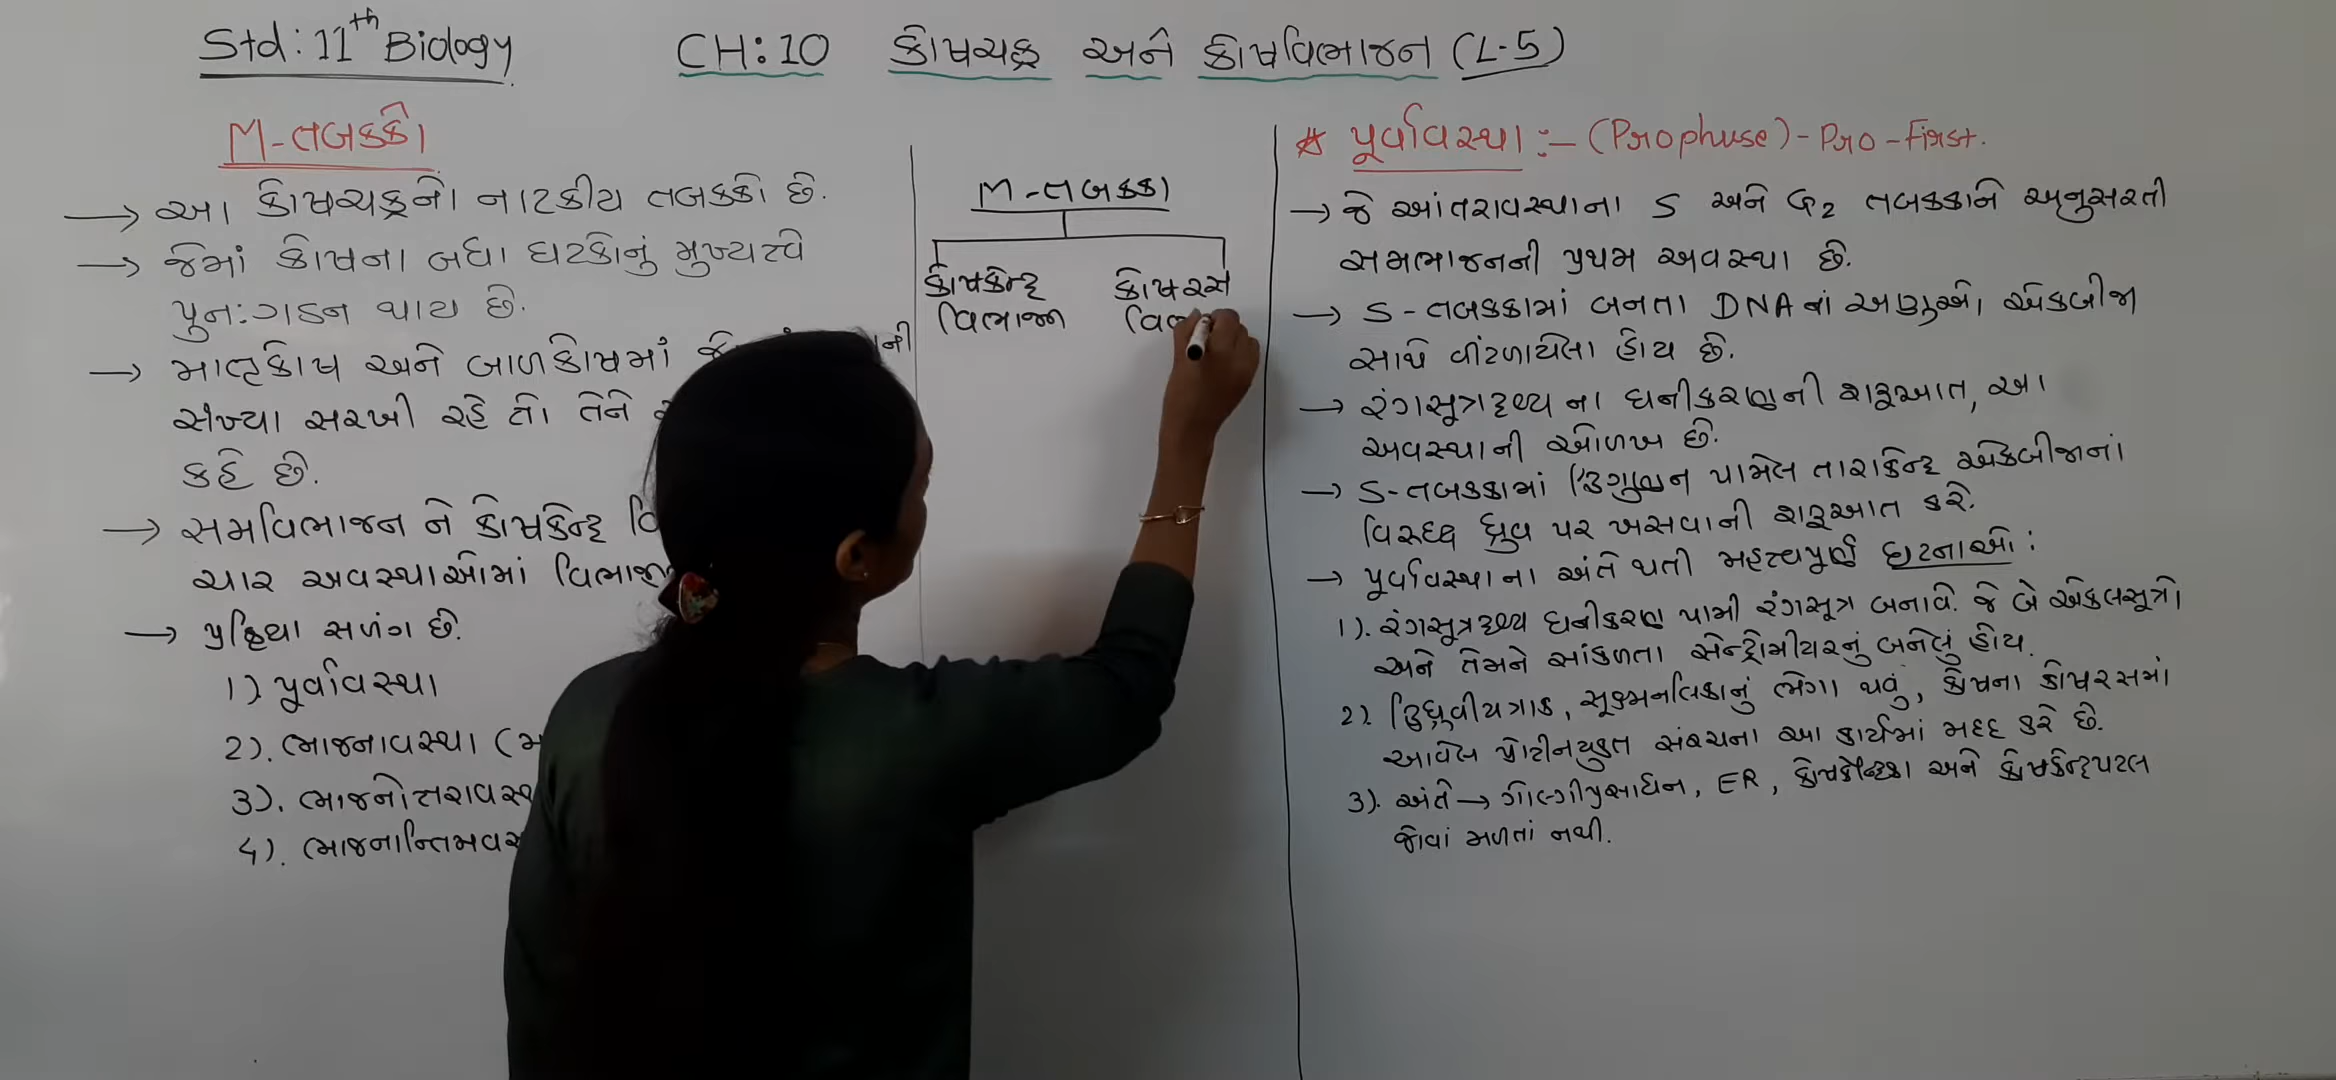 Std: 11th Biology CH: 10 કોષચક્ર અને કોષવિભાજન (L-5)
M-તબક્કો
→ આ કોષચક્રનો નાટકીય તબક્કો છે.
→ જેમાં કોષના બધા ઘટકોનું મુખ્યત્વે
પુનઃગઠન થાય છે.
→ માતૃકોષ અને બાળકોષમાં ની
સંખ્યા સરખી રહે તો તેને
કહે છે.
→ સમવિભાજન ને કોષકેન્દ્ર
ચાર અવસ્થાઓમાં
→ પ્રક્રિયા સળંગ છે.
1) પૂર્વાવસ્થા
2). ભાજનાવસ્થા
3). ભાજનોત્તરાવસ્થ
4). ભાજનાન્તિમવસ
M-તબક્કા
કોષકેન્દ્ર કોષરસ
વિભાજન
* પૂર્વાવસ્થા :- (Prophuse) - Pro - First.
→ જે આંતરાવસ્થાના S અને G2 તબક્કાને અનુસરતી
સમભાજનની પ્રથમ અવસ્થા છે.
→ S-તબક્કામાં બનતા DNA નાં અણુઓ એકબીજા
સાથે વીંટળાયેલા હોય છે.
→ રંગસૂત્રદ્રવ્ય ના ઘનીકરણની શરૂઆત, આ
અવસ્થાની ઓળખ છે.
→ S-તબક્કામાં દ્વિગુણન પામેલ તારાકેન્દ્ર એકબીજાનાં
વિરુદ્ધ ધ્રુવ પર ખસવાની શરૂઆત કરે.
→ પૂર્વાવસ્થાના અંતે થતી મહત્ત્વપૂર્ણ ઘટનાઓ :
1). રંગસૂત્રદ્રવ્ય ઘનીકરણ પામી રંગસૂત્ર બનાવે. જે બે એકલસૂત્રો
અને તેમને સાંકળતા સેન્ટ્રોમીયરનું બનેલું હોય.
2). દ્વિધ્રુવીયત્રાક, સૂક્ષ્મનલિકાનું ભેગા થવું, કોષના કોષરસમાં
આવેલ પ્રોટીનયુક્ત સંરચના આ કાર્યમાં મદદ કરે છે.
3). અંતે → ગોલ્ગીપ્રસાધન, ER, કોષકેન્દ્રિકા અને કોષકેન્દ્રપટલ
જોવાં મળતાં નથી.